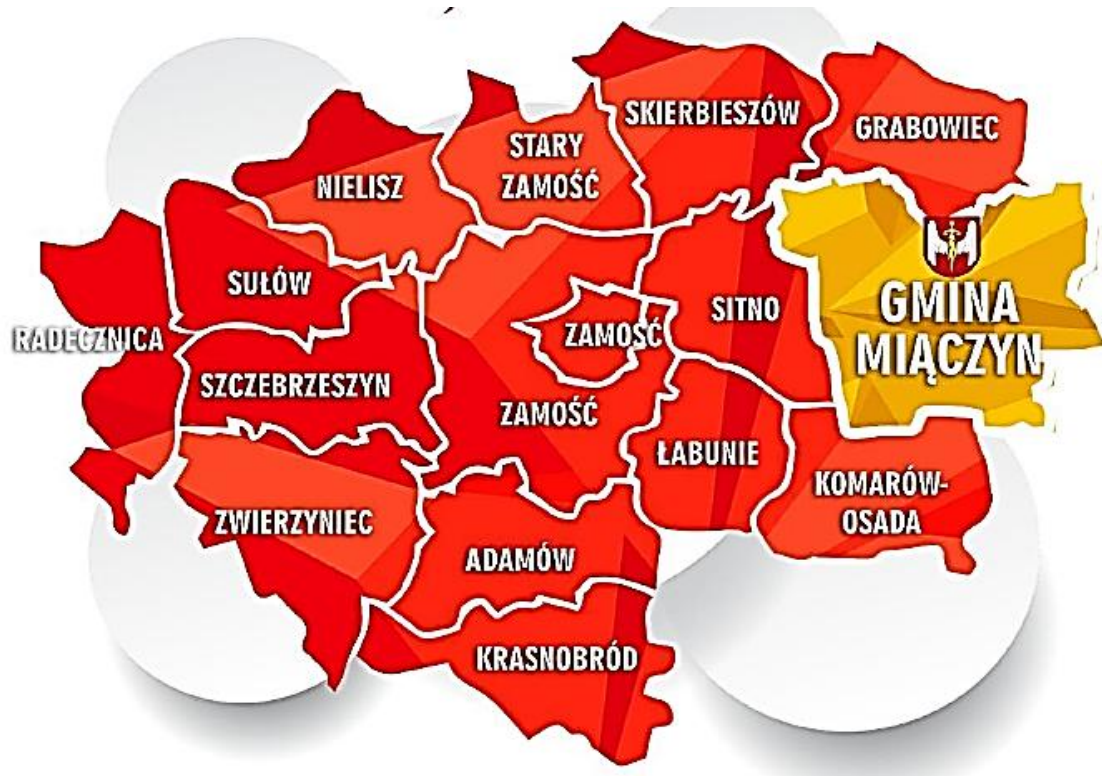 SKIERBIESZÓW
GRABOWIEC
STARY
ZAMOŚĆ
NIELISZ
SUŁÓW
SITNO
GMINA
MIĄCZYN
RADECZNICA
ZAMOŚĆ
SZCZEBRZESZYN
ZAMOŚĆ
ŁABUNIE
KOMARÓW-
OSADA
ZWIERZYNIEC
ADAMÓW
KRASNOBRÓD